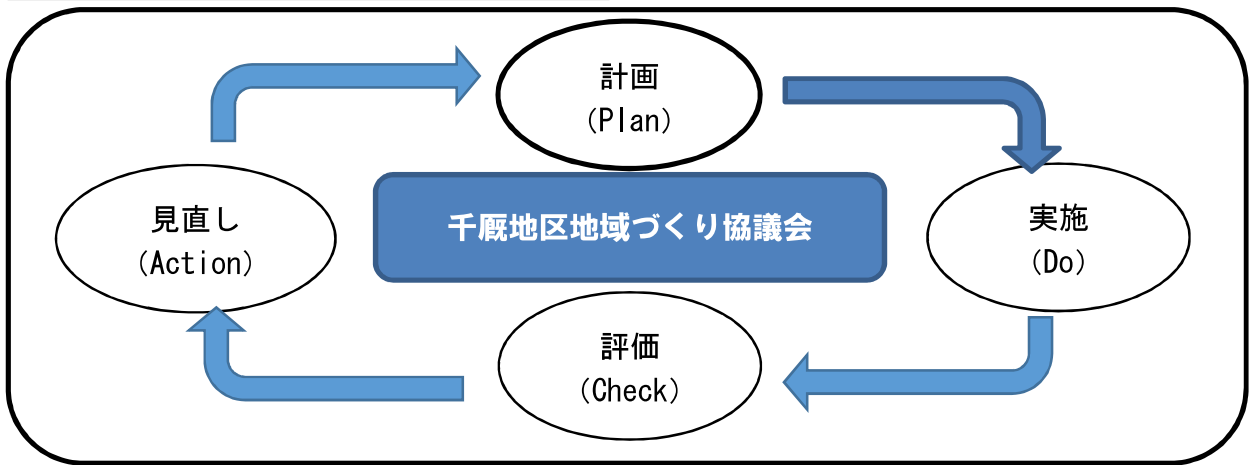 計画
(Plan)
見直し
(Action)
千厩地区地域づくり協議会
実施
(Do)
評価
(Check)